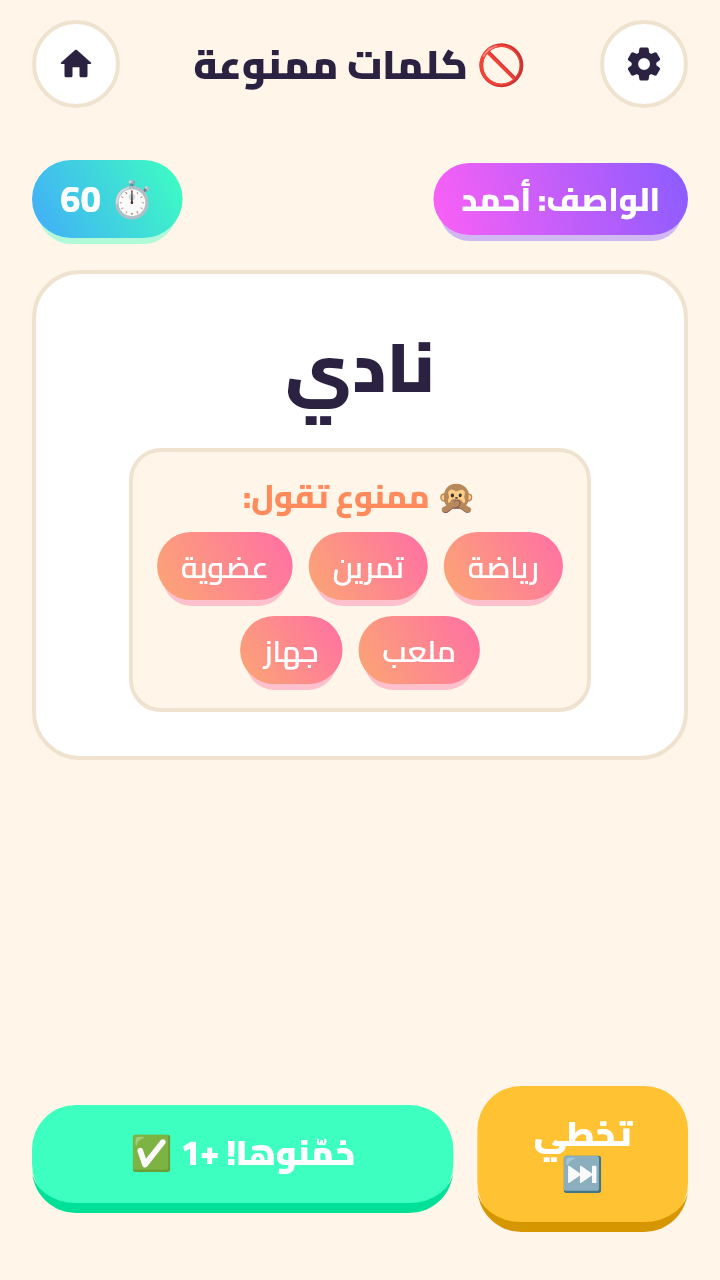 🚫 كلمات ممنوعة
الواصف: أحمد
⏱️ 60
نادي
🙊 ممنوع تقول:
رياضة تمرين عضوية
ملعب جهاز
تخطي ⏭️
خمّنوها! +1 ✅